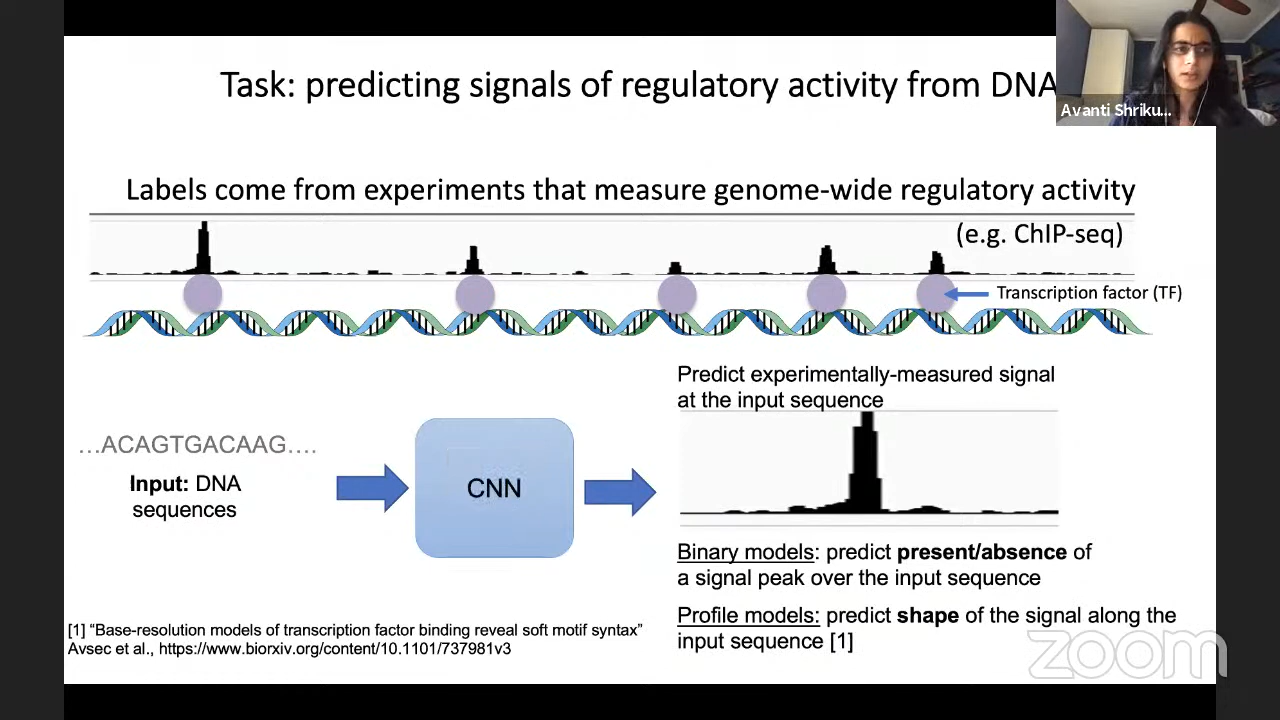 Task: predicting signals of regulatory activity from DNA
Avanti Shriku...
Labels come from experiments that measure genome-wide regulatory activity
(e.g. ChIP-seq)
Transcription factor (TF)
Predict experimentally-measured signal
at the input sequence
...ACAGTGACAAG....
Input: DNA
sequences
CNN
Binary models: predict present/absence of
a signal peak over the input sequence
Profile models: predict shape of the signal along the
input sequence [1]
[1] “Base-resolution models of transcription factor binding reveal soft motif syntax”
Avsec et al., https://www.biorxiv.org/content/10.1101/737981v3
zoom